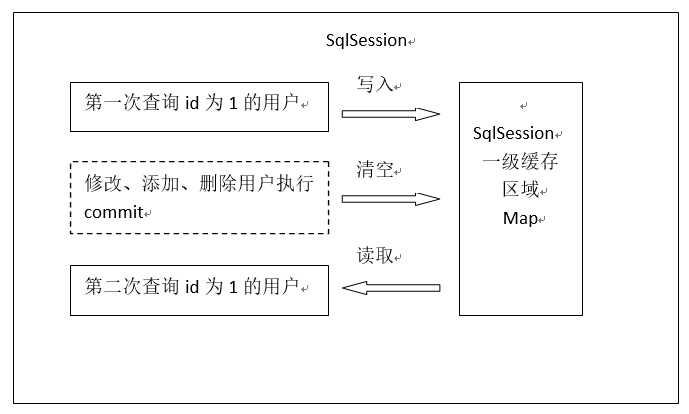 SqlSession
第一次查询 id 为 1 的用户
写入
修改、添加、删除用户执行
commit
清空
第二次查询 id 为 1 的用户
读取
SqlSession
一级缓存
区域
Map